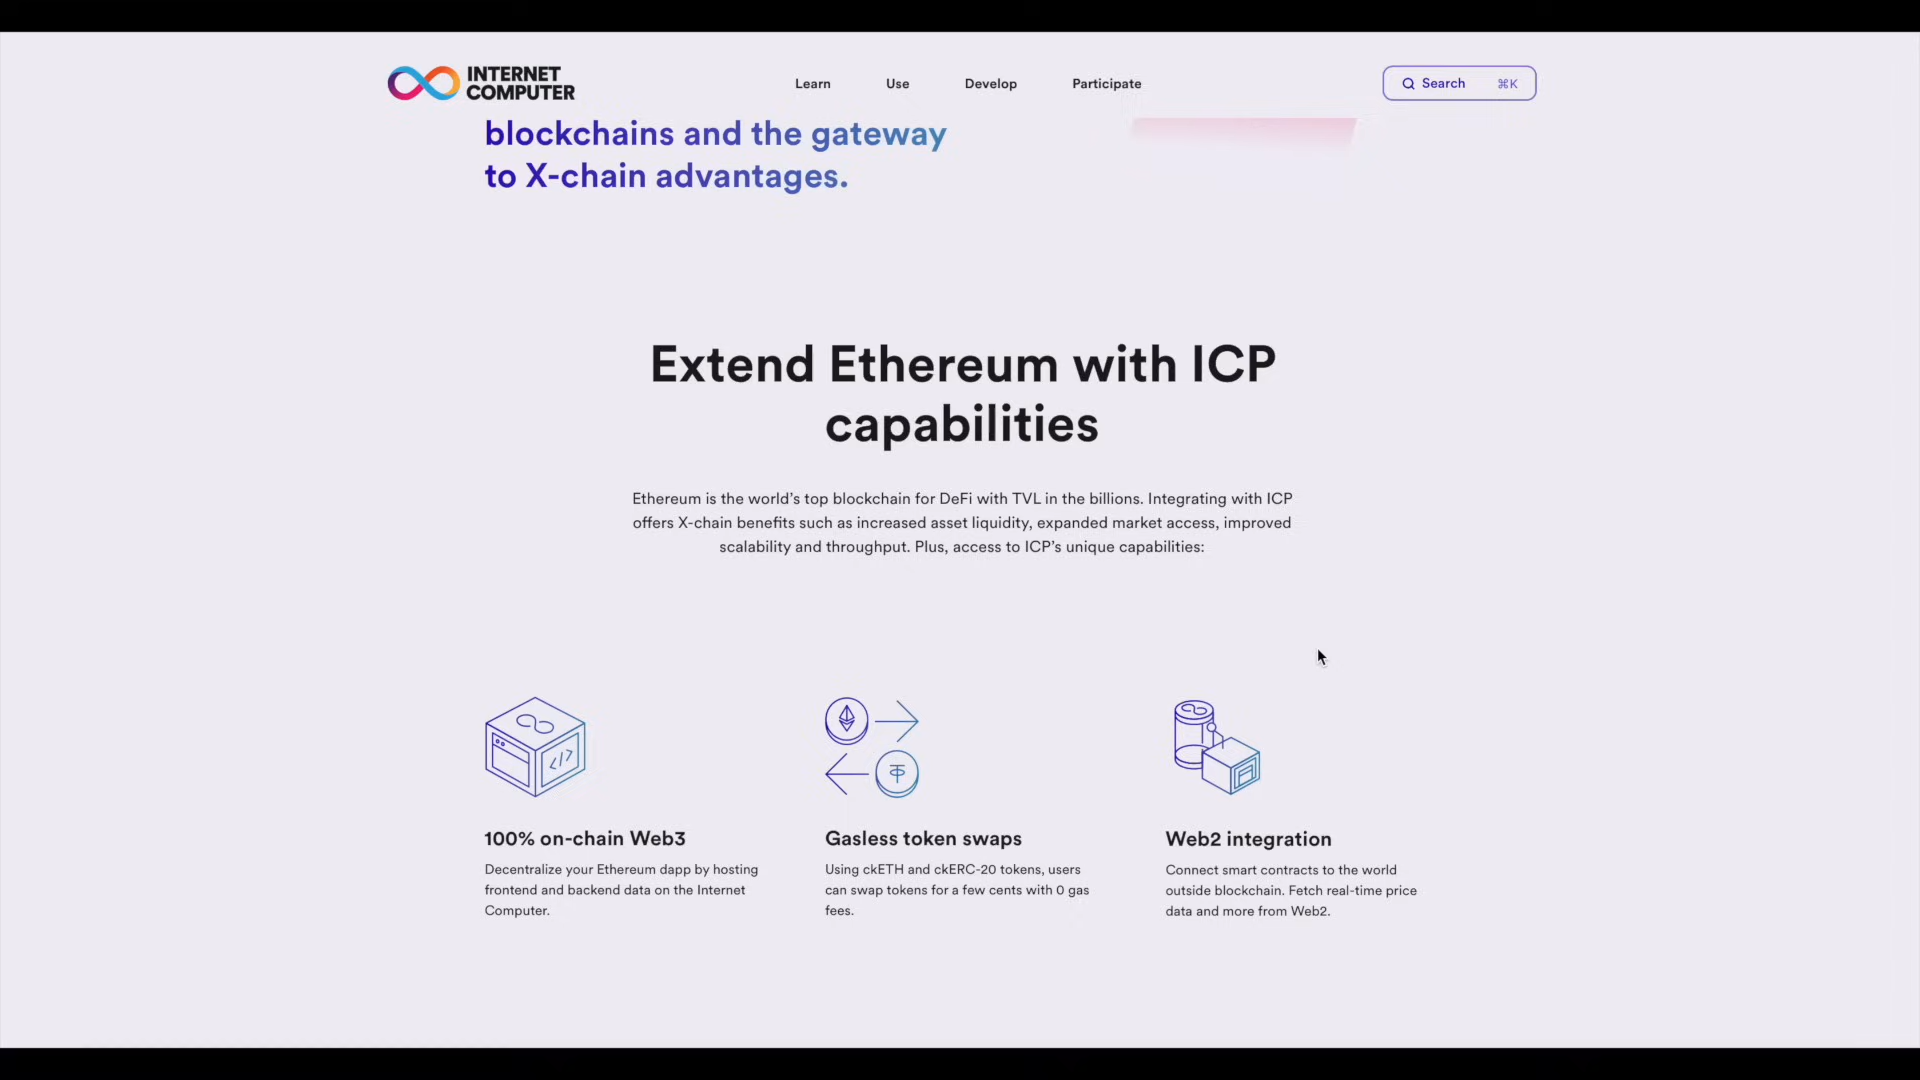 INTERNET
COMPUTER
Learn
Use
Develop
Participate
Search ⌘K
blockchains and the gateway
to X-chain advantages.
Extend Ethereum with ICP
capabilities
Ethereum is the world’s top blockchain for DeFi with TVL in the billions. Integrating with ICP
offers X-chain benefits such as increased asset liquidity, expanded market access, improved
scalability and throughput. Plus, access to ICP’s unique capabilities:
100% on-chain Web3
Decentralize your Ethereum dapp by hosting
frontend and backend data on the Internet
Computer.
Gasless token swaps
Using ckETH and ckERC-20 tokens, users
can swap tokens for a few cents with 0 gas
fees.
Web2 integration
Connect smart contracts to the world
outside blockchain. Fetch real-time price
data and more from Web2.